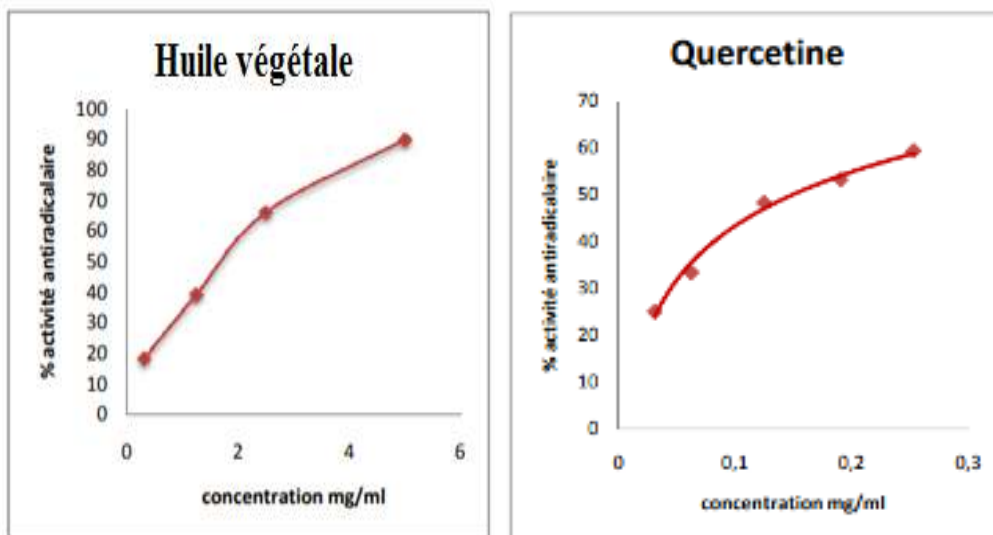 Huile végétale
100
90
80
70
60
50
40
30
20
10
0
% activité antiradicalaire
0 2 4 6
concentration mg/ml
Quercetine
70
60
50
40
30
20
10
0
% activité antiradicalaire
0 0,1 0,2 0,3
concentration mg/ml